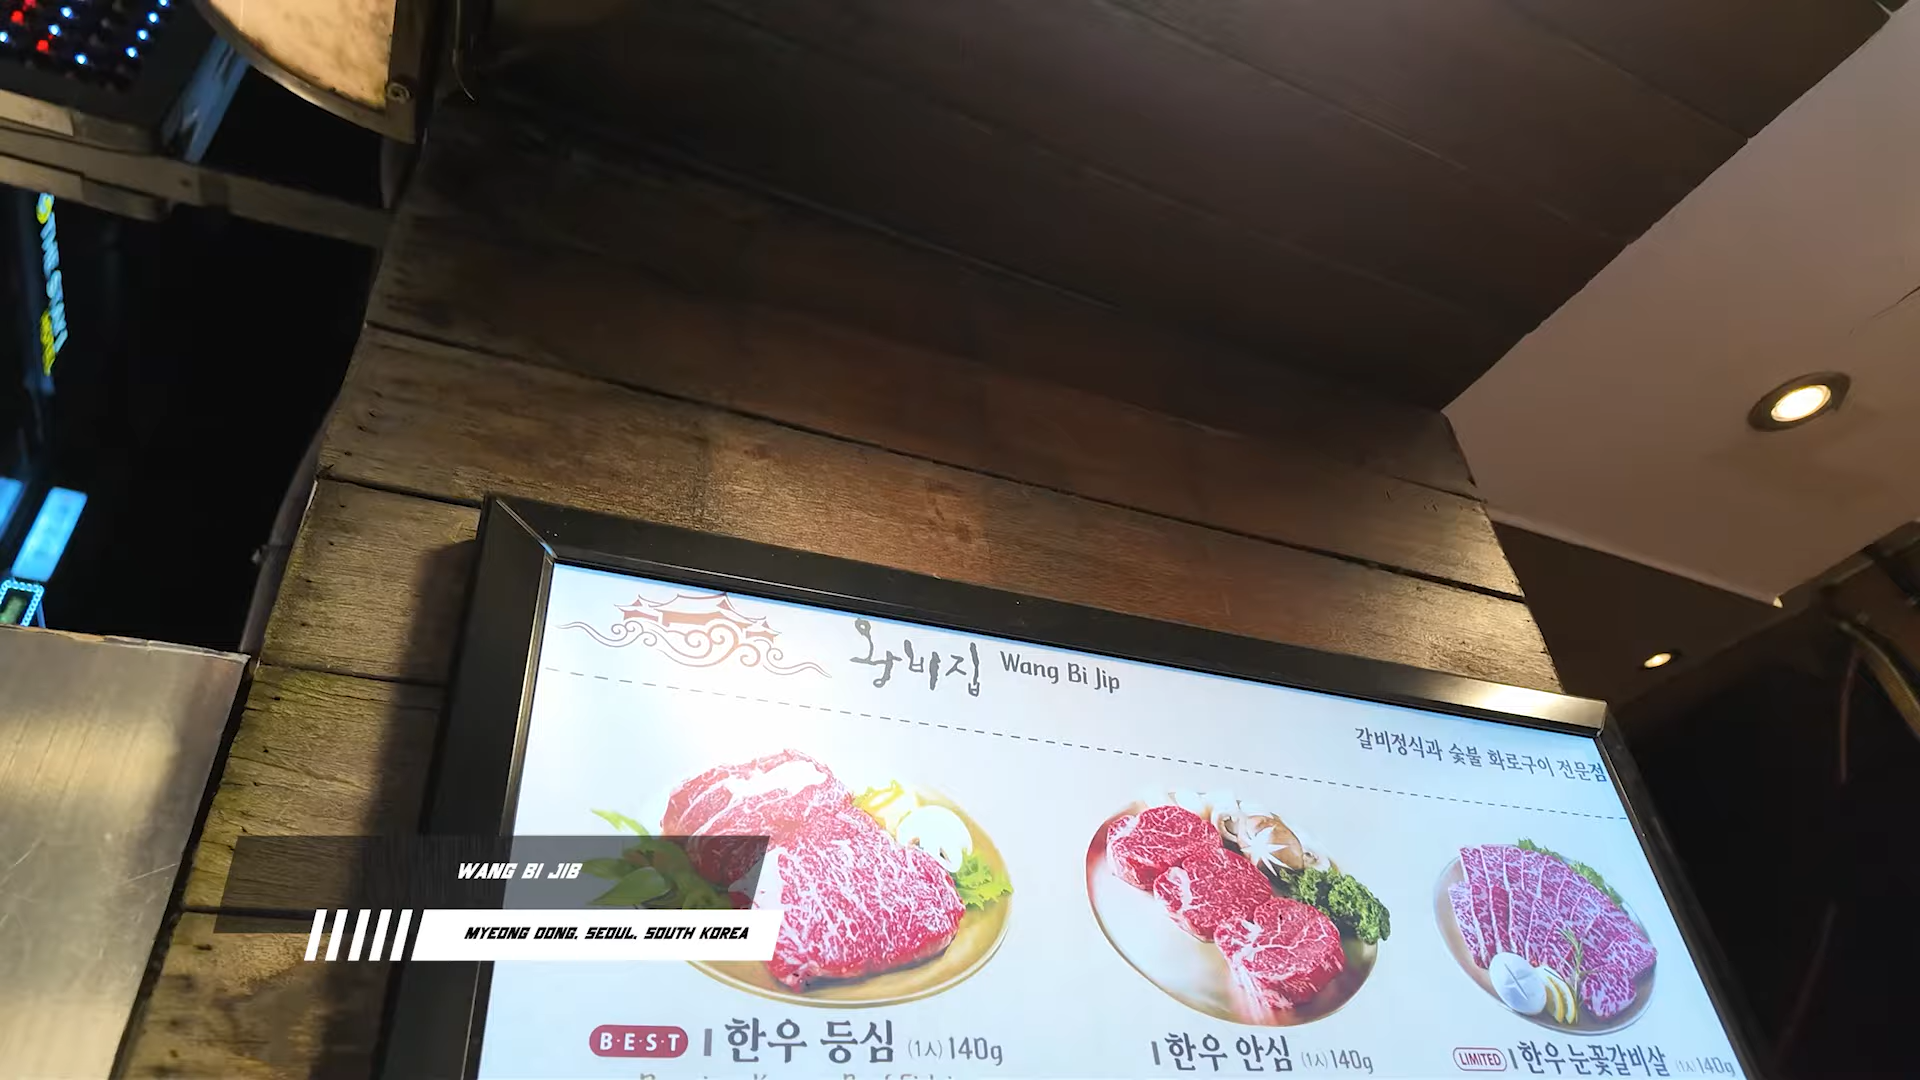 왕비집 Wang Bi Jip
갈비정식과 숯불 화로구이 전문점
WANG BI JIB
MYEONG DONG, SEOUL, SOUTH KOREA
B·E·S·T 한우 등심 (1人) 140g
한우 안심 (1人) 140g
LIMITED 한우 눈꽃갈비살 (1人) 140g